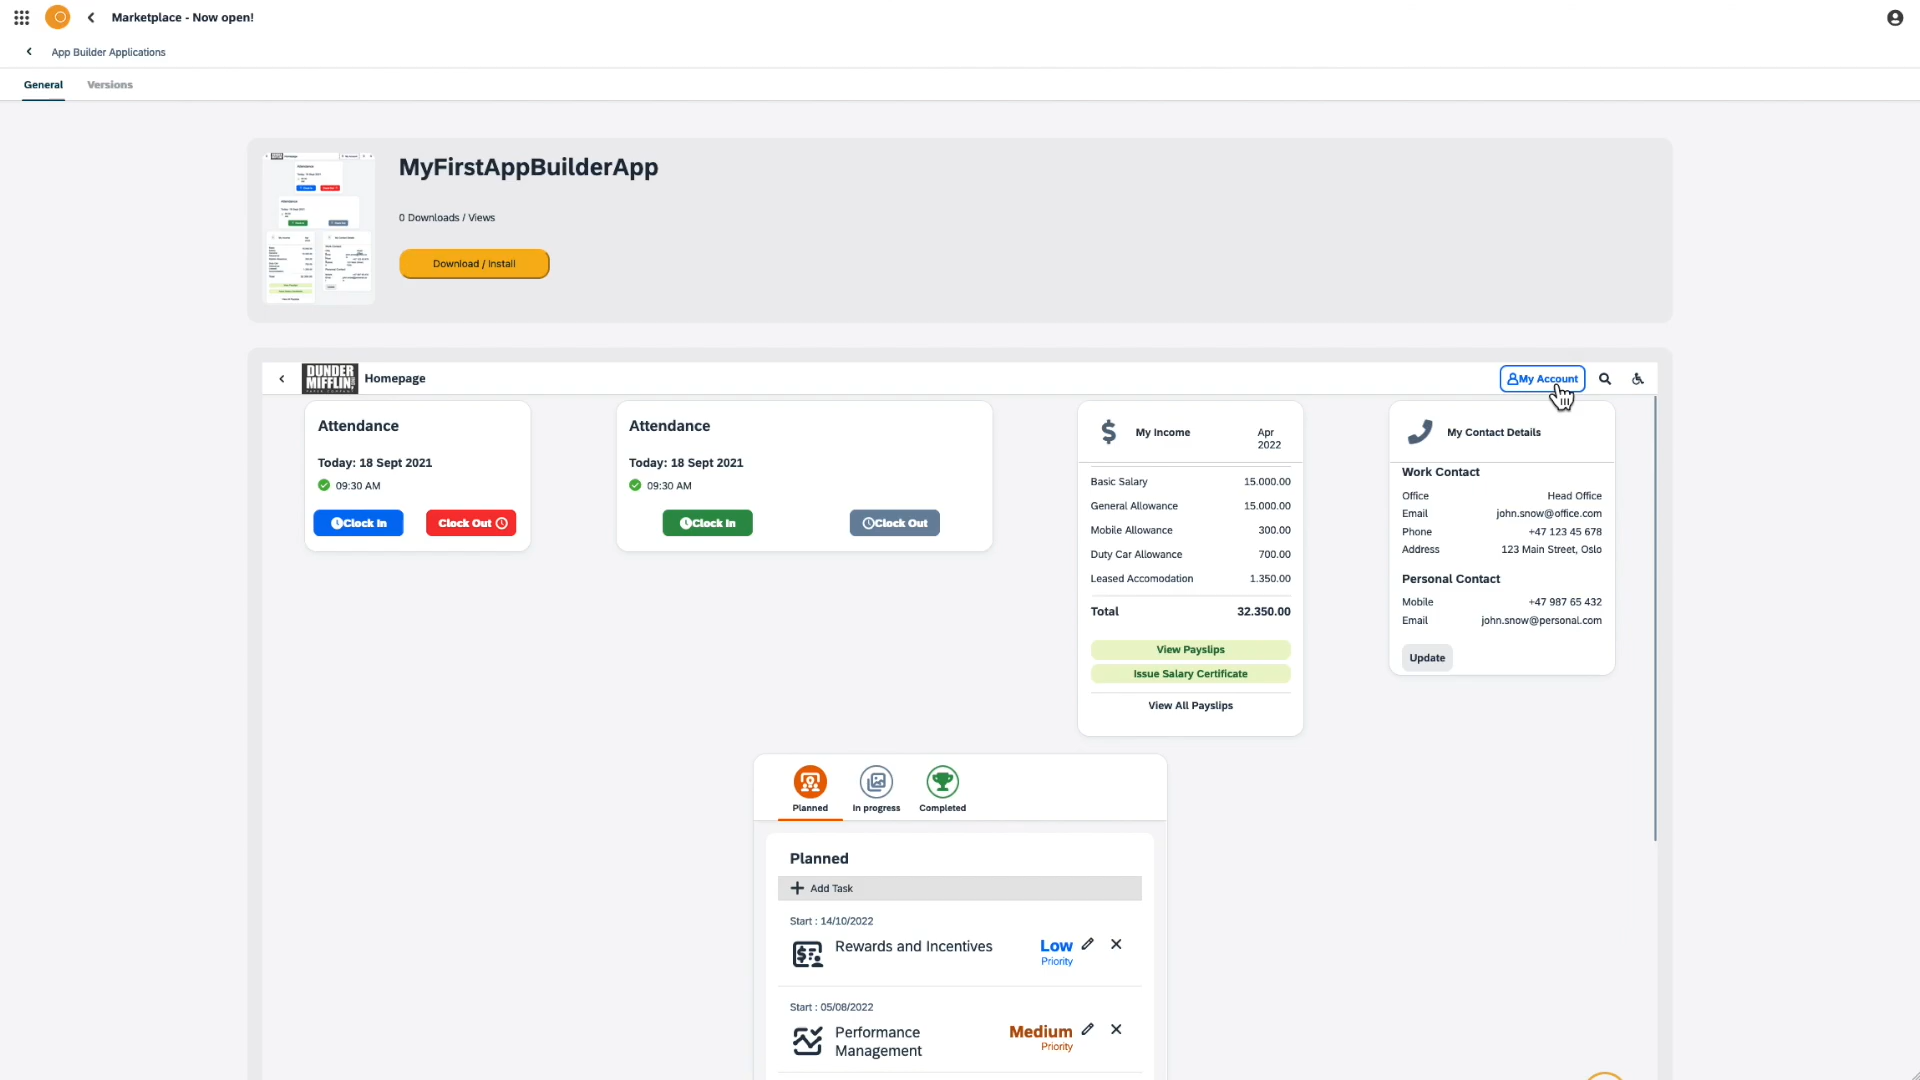 Marketplace - Now open!
App Builder Applications
General
Versions
MyFirstAppBuilderApp
0 Downloads / Views
Download / Install
DUNDER
MIFFLIN
Homepage
My Account
Attendance
Today: 18 Sept 2021
09:30 AM
Clock In
Clock Out
Attendance
Today: 18 Sept 2021
09:30 AM
Clock In
Clock Out
My Income
Apr
2022
Basic Salary 15.000.00
General Allowance 15.000.00
Mobile Allowance 300.00
Duty Car Allowance 700.00
Leased Accomodation 1.350.00
Total 32.350.00
View Payslips
Issue Salary Certificate
View All Payslips
My Contact Details
Work Contact
Office Head Office
Email john.snow@office.com
Phone +47 123 45 678
Address 123 Main Street, Oslo
Personal Contact
Mobile +47 987 65 432
Email john.snow@personal.com
Update
Planned
In progress
Completed
Planned
Add Task
Start : 14/10/2022
Rewards and Incentives
Low
Priority
Start : 05/08/2022
Performance
Management
Medium
Priority